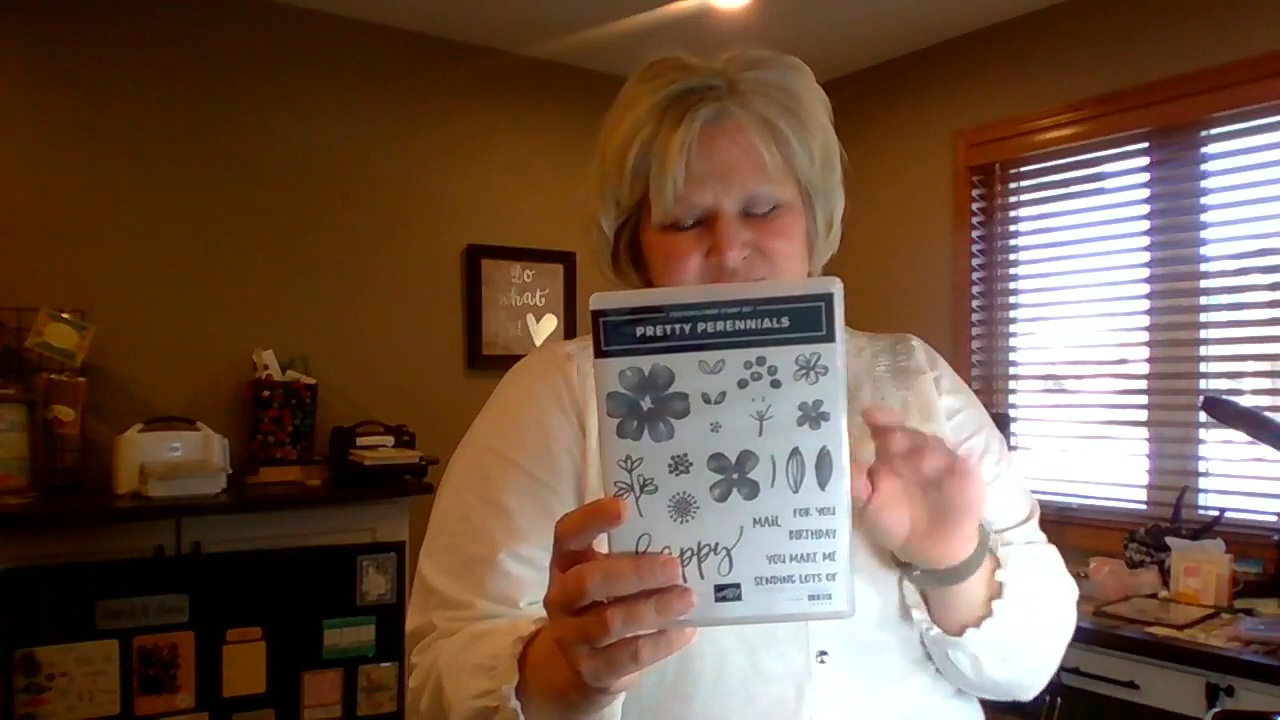 Do
what
PRETTY PERENNIALS
happy
MAIL
FOR YOU
BIRTHDAY
YOU MAKE ME
SENDING LOTS OF